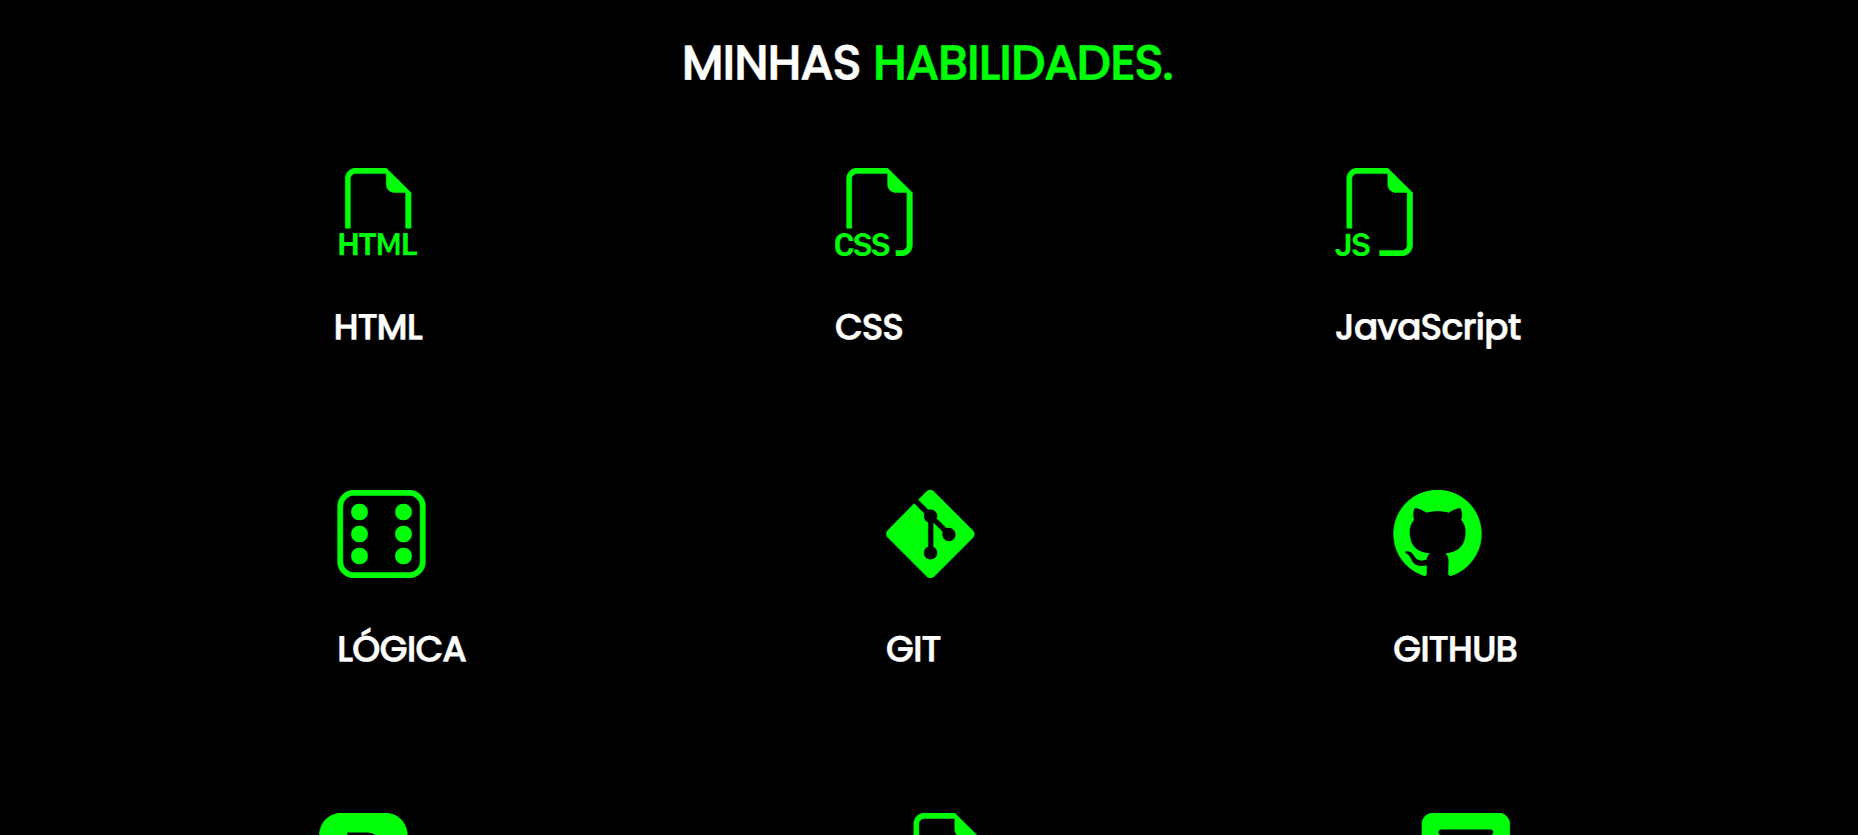 MINHAS HABILIDADES.
HTML CSS JS
HTML CSS JavaScript
LÓGICA GIT GITHUB